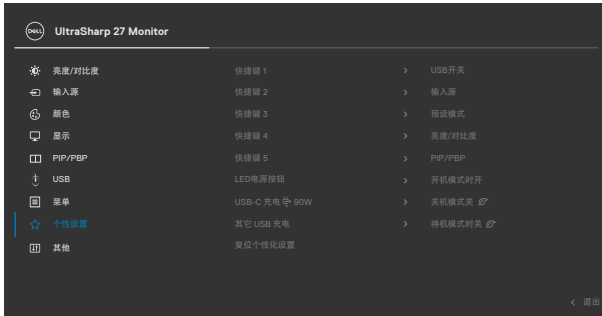 DELL UltraSharp 27 Monitor
亮度/对比度 快捷键 1 USB开关
输入源 快捷键 2 输入源
颜色 快捷键 3 预设模式
显示 快捷键 4 亮度/对比度
PIP/PBP 快捷键 5 PIP/PBP
USB LED电源按钮 开机模式时开
菜单 USB-C 充电 90W 关机模式关
个性设置 其它 USB 充电 待机模式时关
其他 复位个性化设置
退出